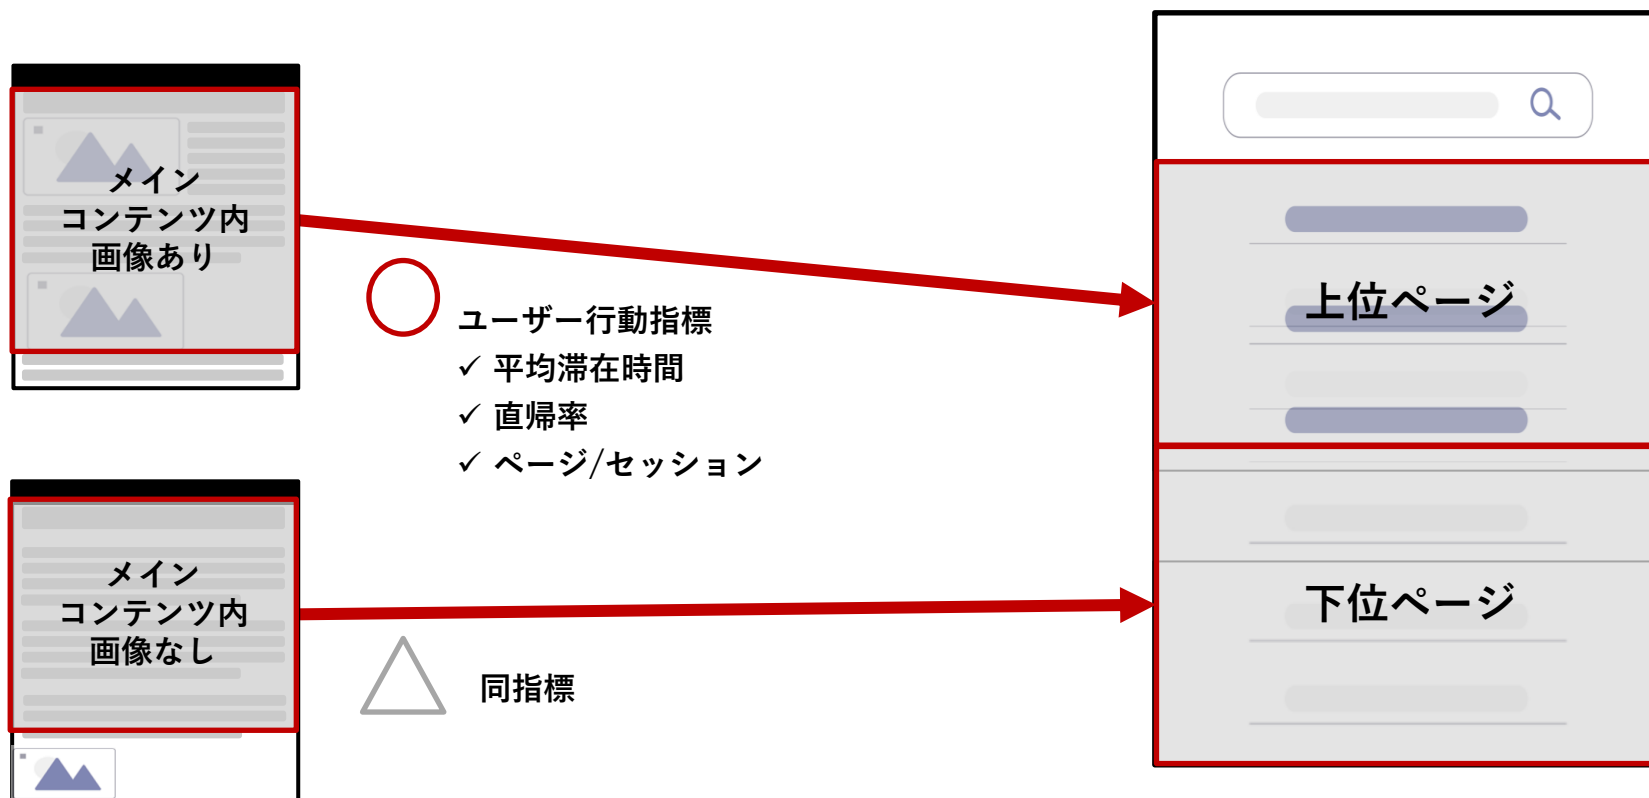 メイン
コンテンツ内
画像あり
ユーザー行動指標
✓ 平均滞在時間
✓ 直帰率
✓ ページ/セッション
上位ページ
メイン
コンテンツ内
画像なし
同指標
下位ページ